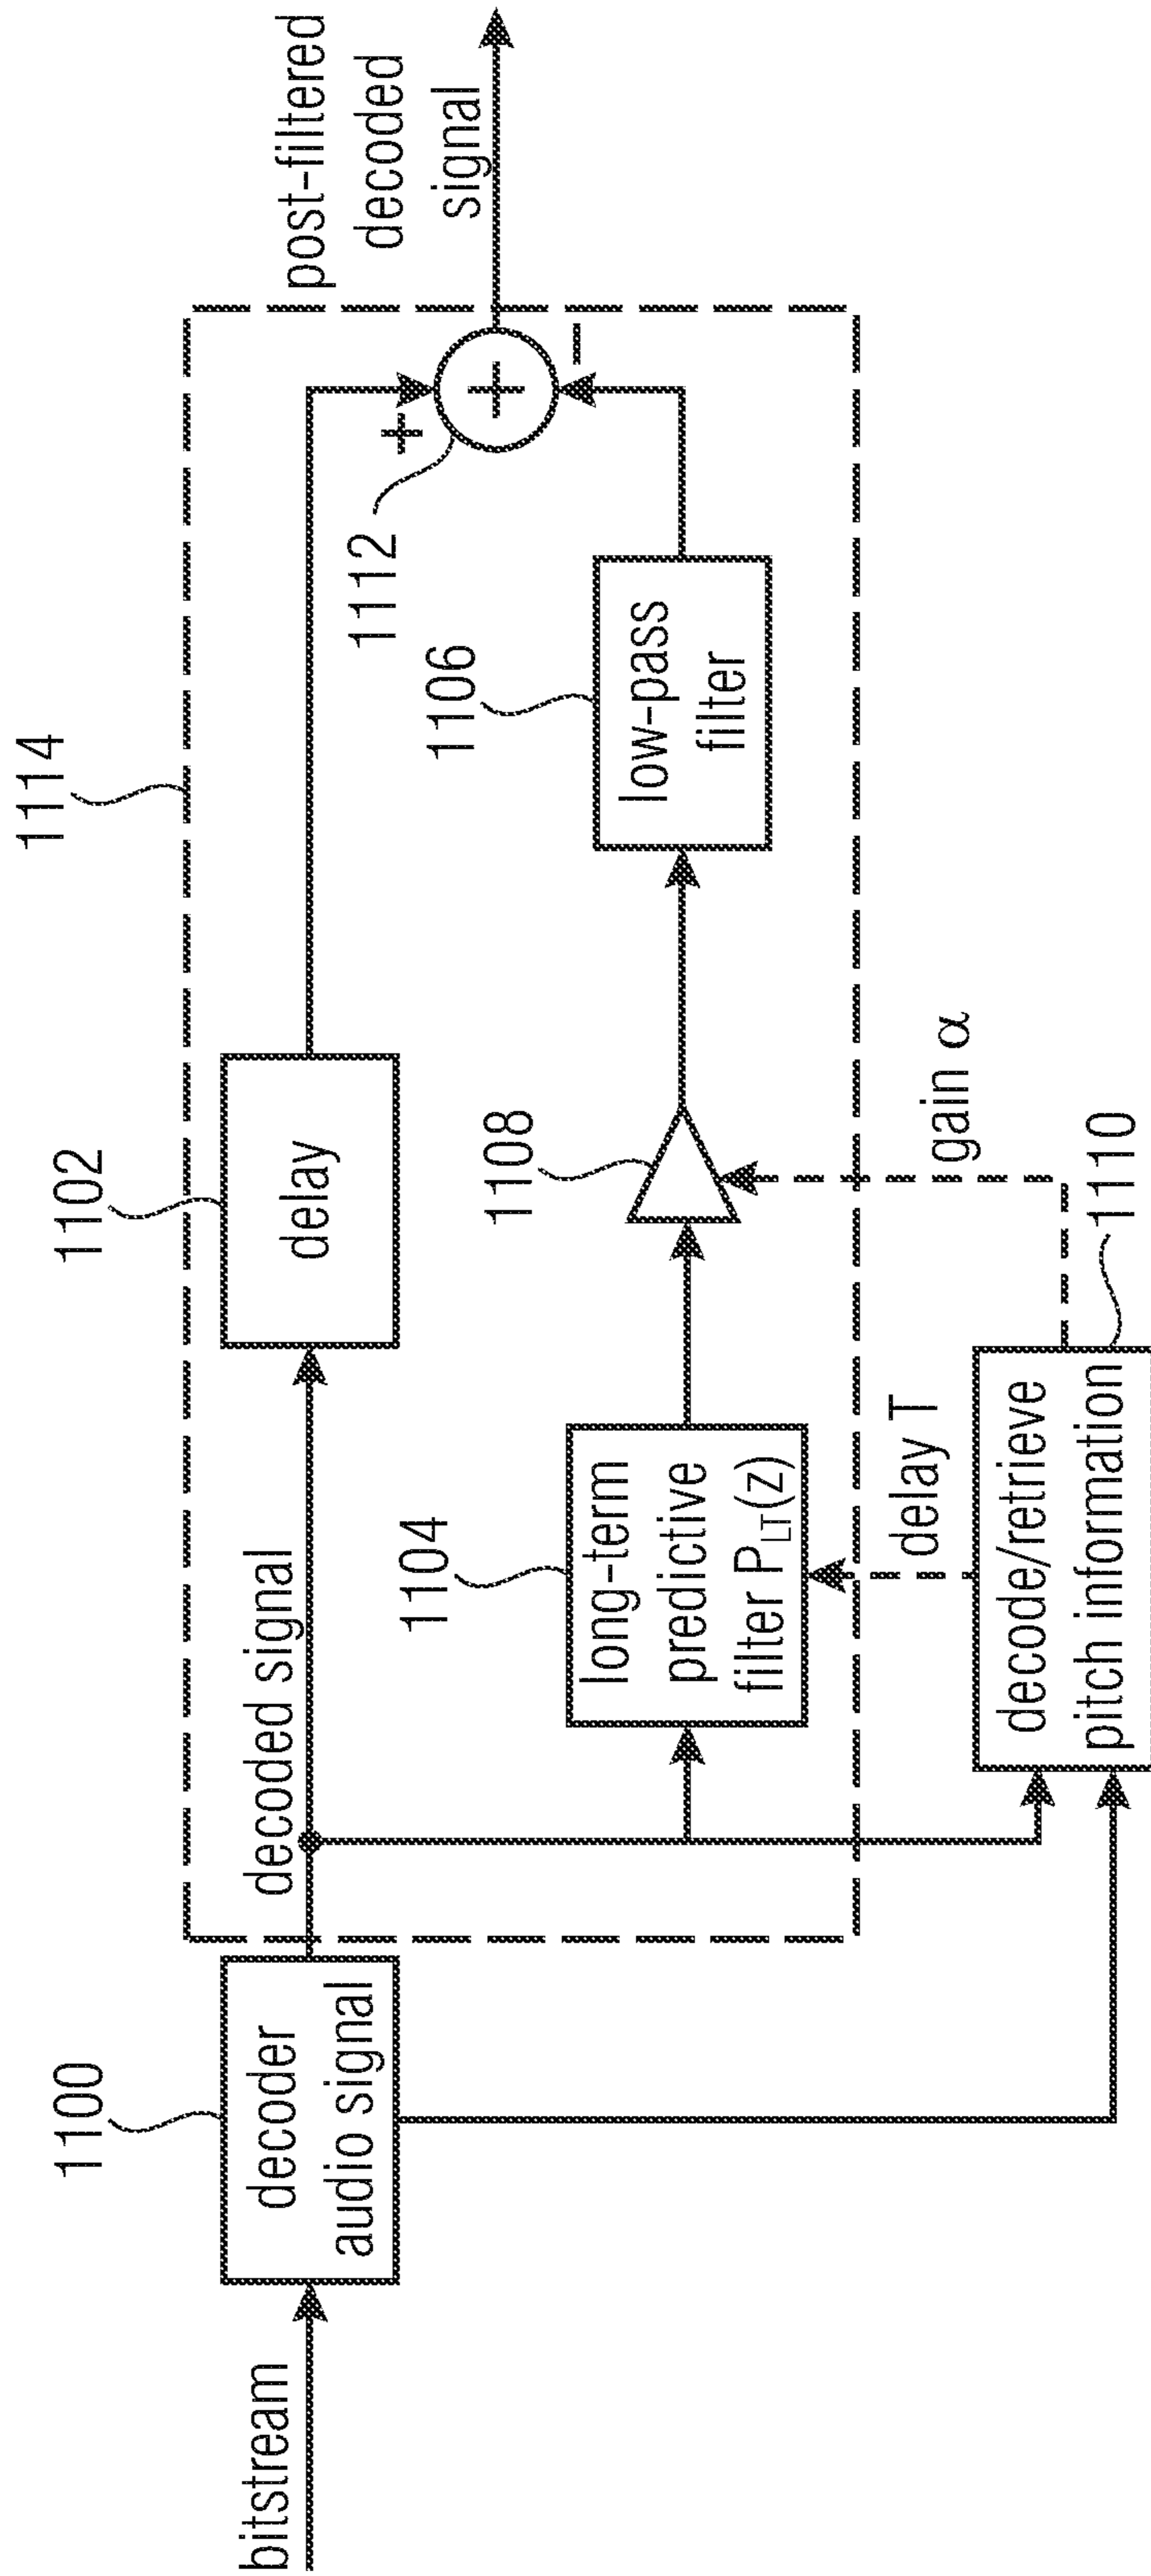 1114
post-filtered
decoded
signal
1100
1102
decoder
audio signal
bitstream
decoded signal
delay
1112
+
+
−
1104
long-term
predictive
filter P_LT(z)
1108
1106
low-pass
filter
delay T
gain α
decode/retrieve
pitch information
1110